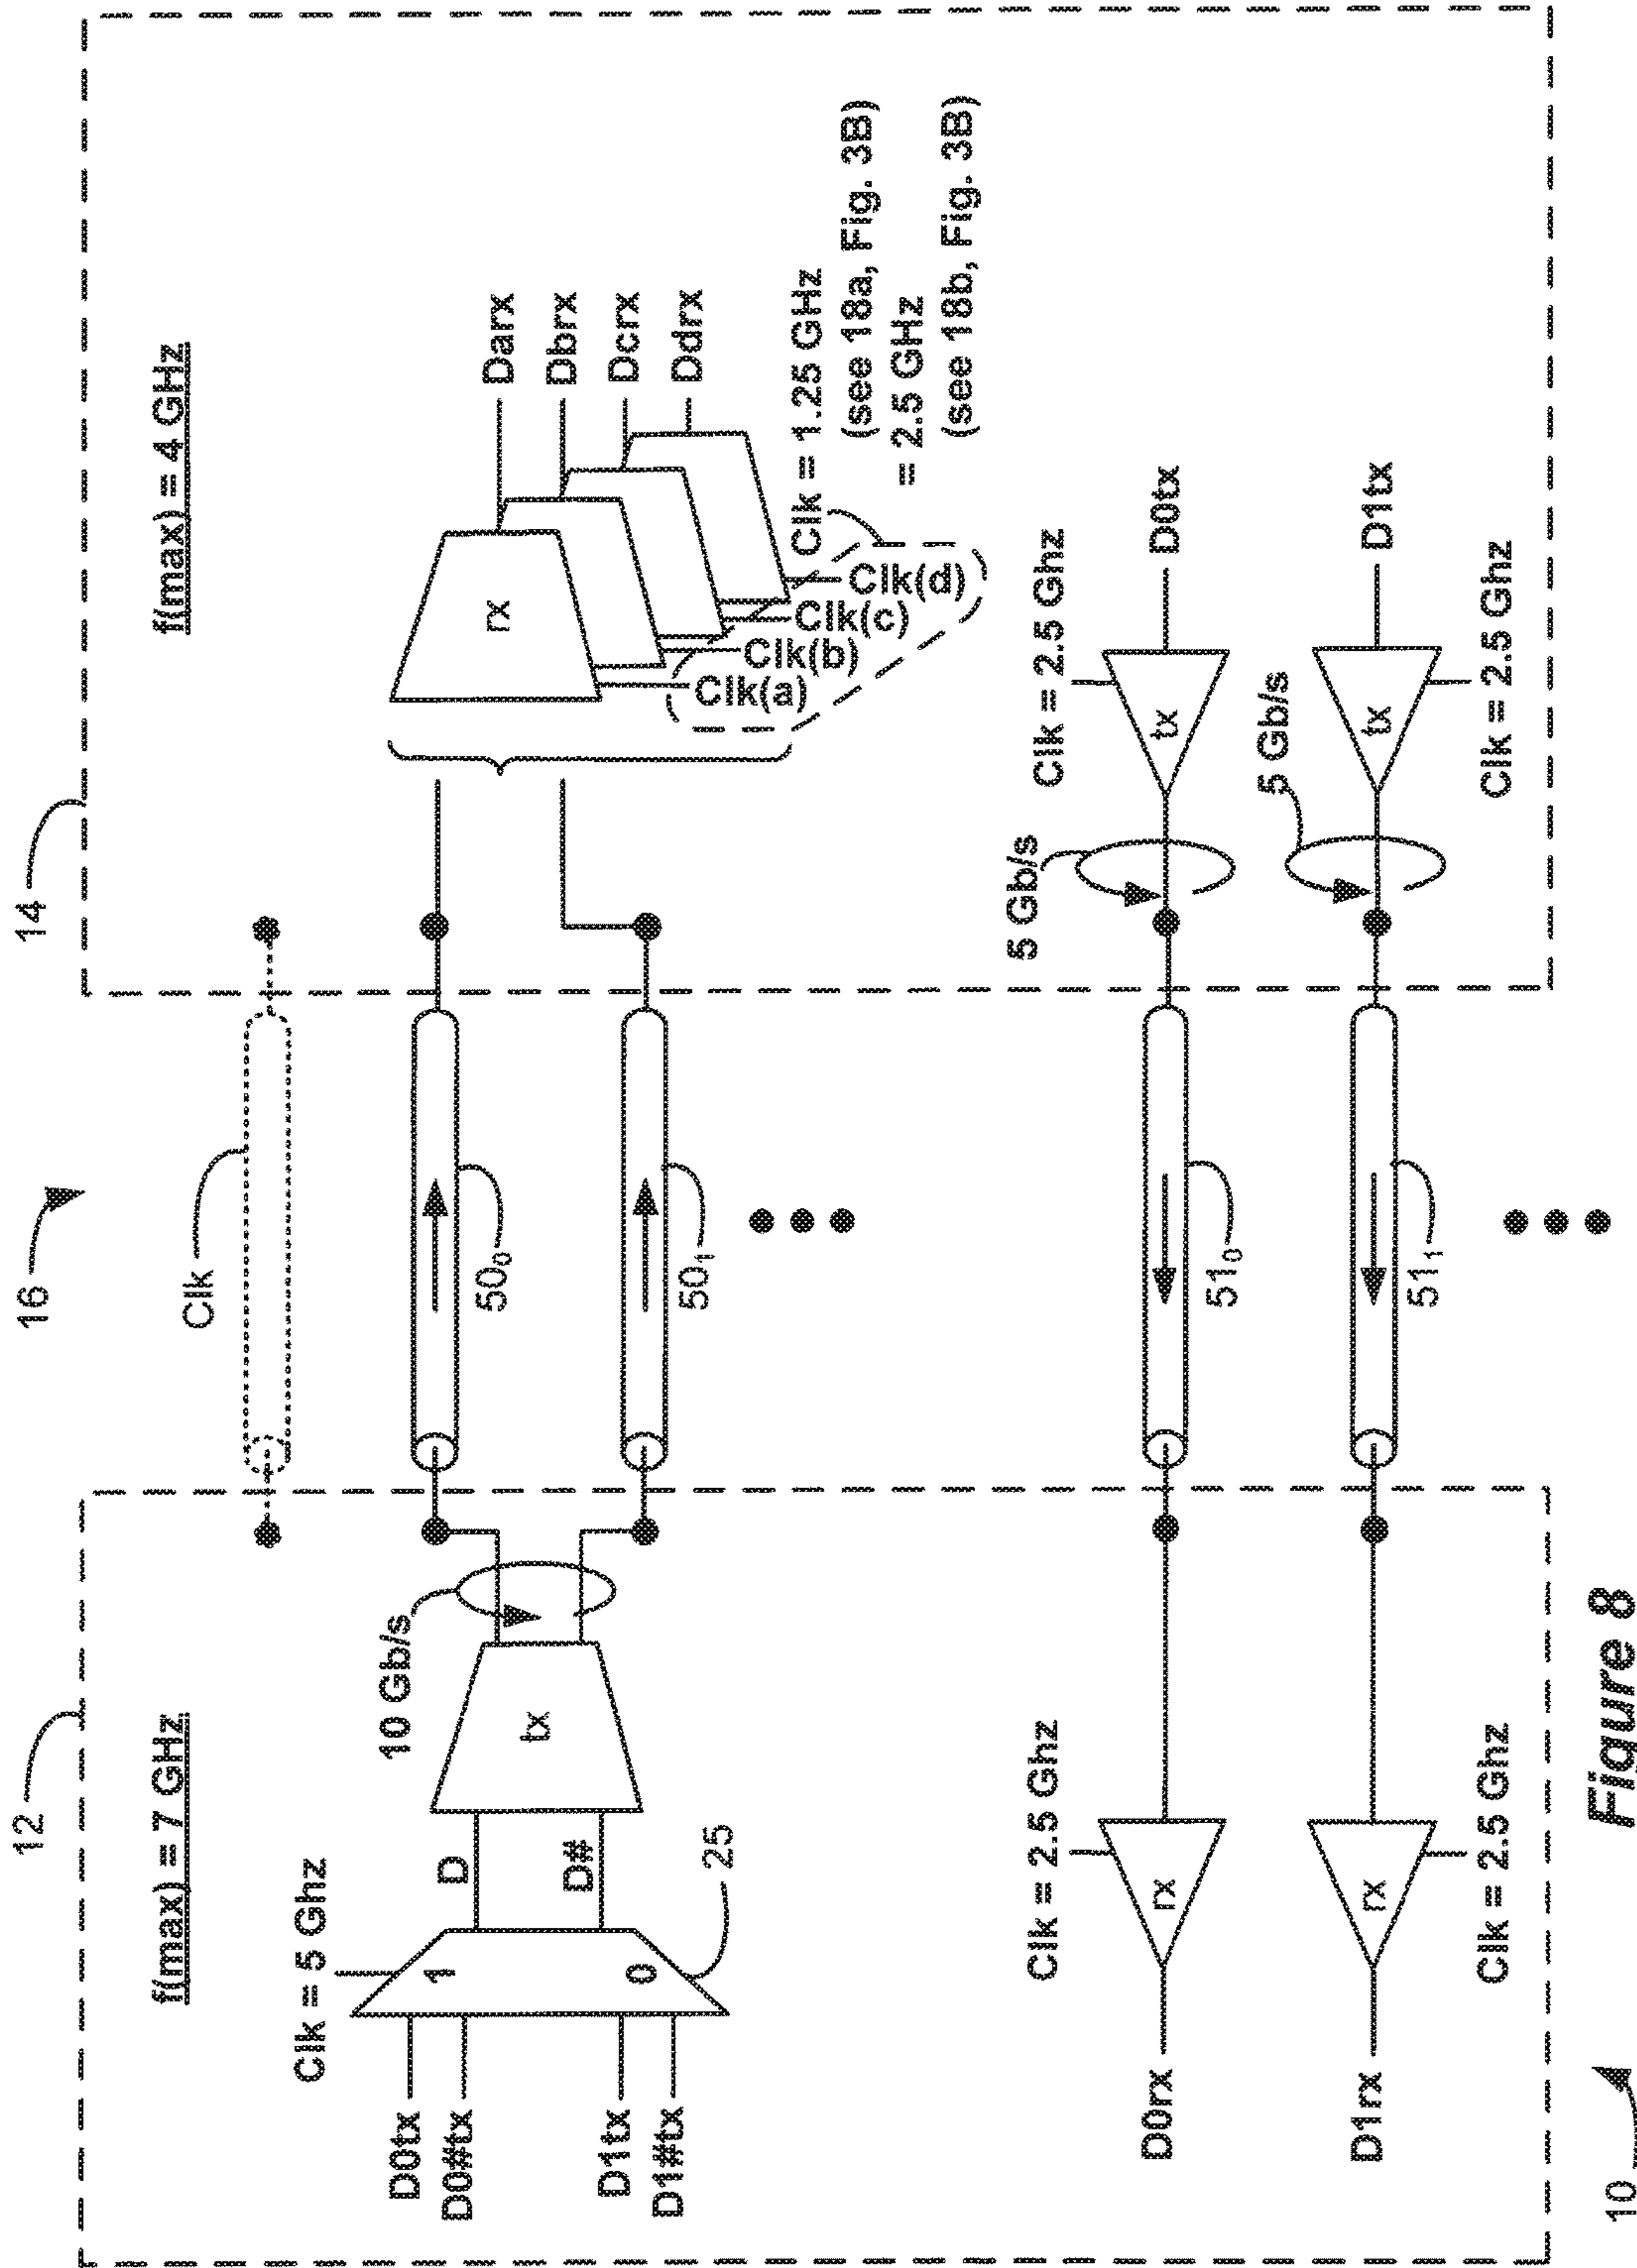 12
16
14
f(max) = 7 GHz
Clk
f(max) = 4 GHz
Clk = 5 Ghz
10 Gb/s
D0tx
D0#tx
D1tx
D1#tx
1
0
D
D#
tx
25
50₀
50₁
rx
Darx
Dbrx
Dcrx
Ddrx
Clk(a)
Clk(b)
Clk(c)
Clk(d)
Clk = 1.25 GHz
(see 18a, Fig. 3B)
= 2.5 GHz
(see 18b, Fig. 3B)
Clk = 2.5 Ghz
D0rx
rx
51₀
5 Gb/s
Clk = 2.5 Ghz
tx
D0tx
D1rx
rx
Clk = 2.5 Ghz
51₁
5 Gb/s
tx
D1tx
Clk = 2.5 Ghz
10
Figure 8